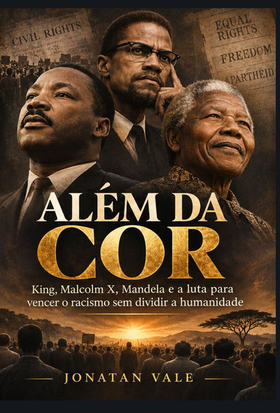 CIVIL RIGHTS
EQUAL
RIGHTS
FREEDOM
APARTHEID
ALÉM DA
COR
King, Malcolm X, Mandela e a luta para
vencer o racismo sem dividir a humanidade
JONATAN VALE